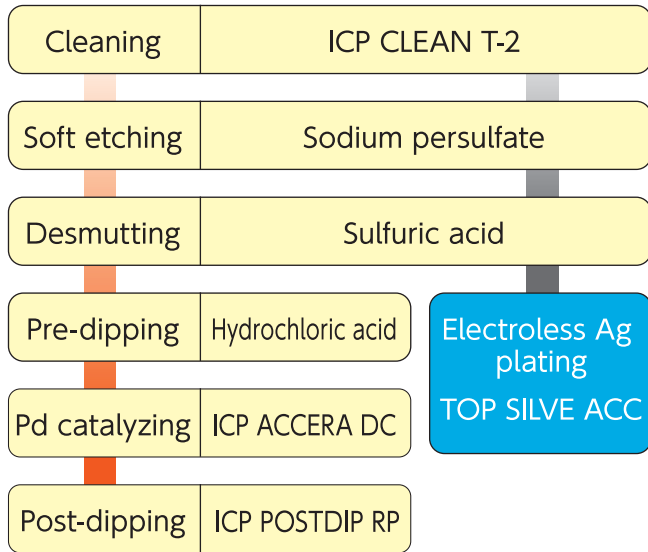 Cleaning ICP CLEAN T-2
Soft etching Sodium persulfate
Desmutting Sulfuric acid
Pre-dipping Hydrochloric acid
Electroless Ag
plating
TOP SILVE ACC
Pd catalyzing ICP ACCERA DC
Post-dipping ICP POSTDIP RP